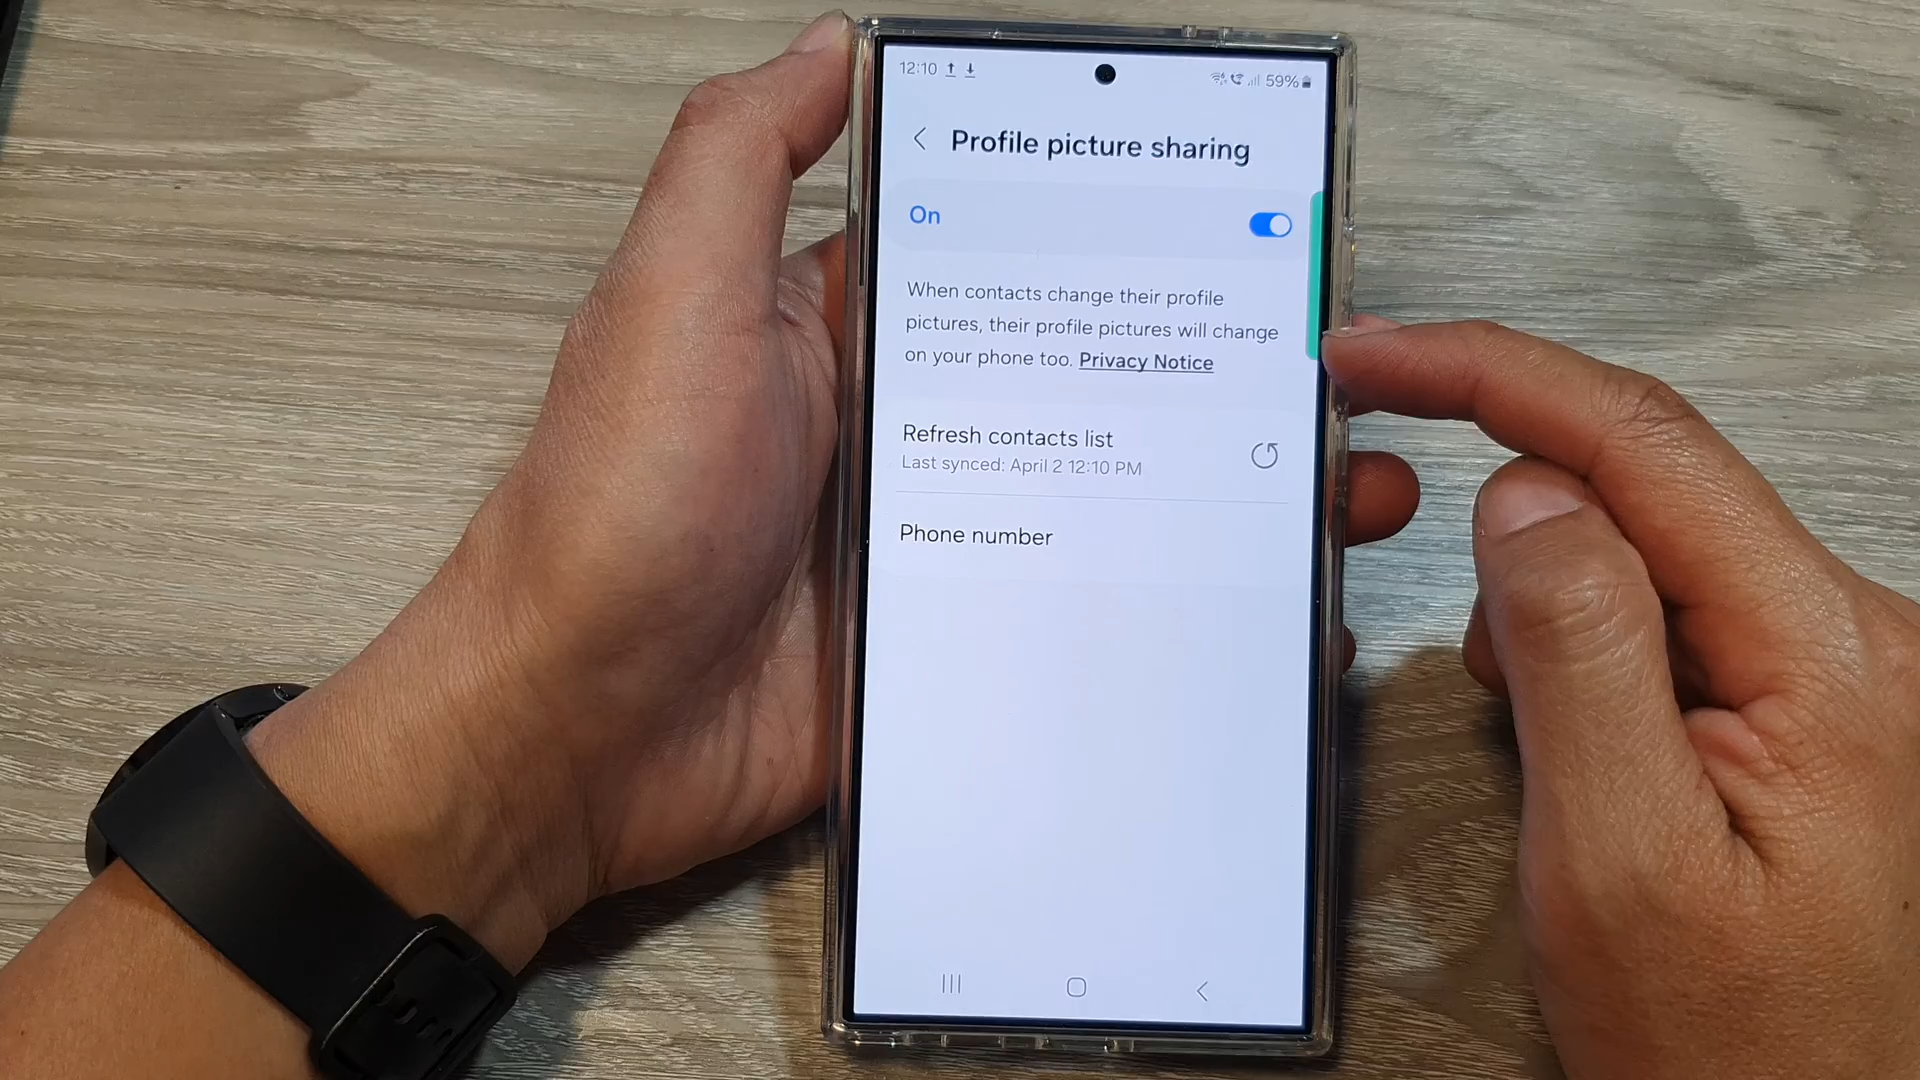 12:10
59%
Profile picture sharing
On
When contacts change their profile
pictures, their profile pictures will change
on your phone too. Privacy Notice
Refresh contacts list
Last synced: April 2 12:10 PM
Phone number